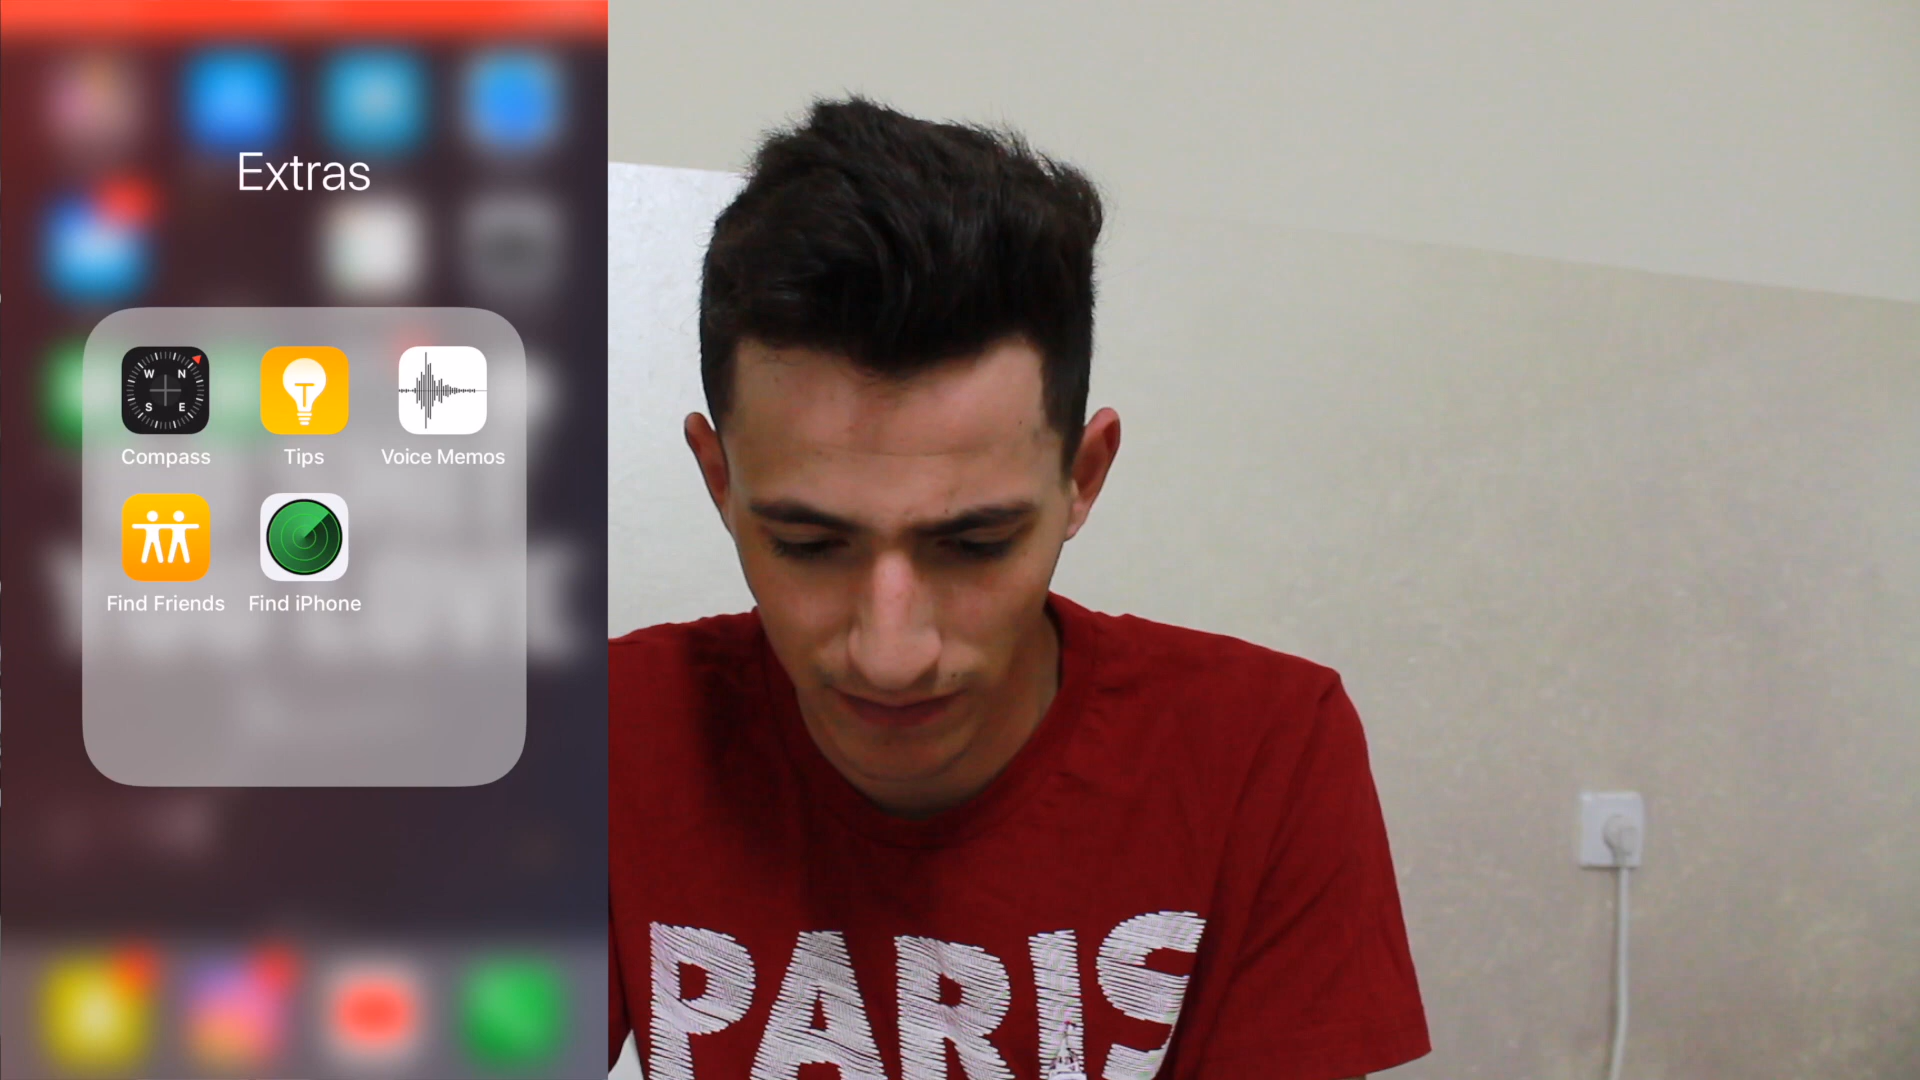 Extras
W N
S E
Compass
Tips
Voice Memos
Find Friends
Find iPhone
PARIS